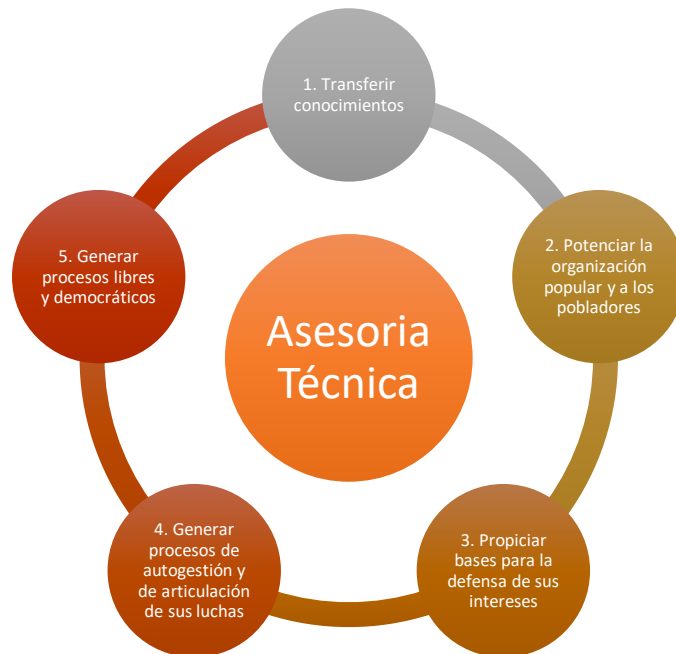 1. Transferir
conocimientos
2. Potenciar la
organización
popular y a los
pobladores
3. Propiciar
bases para la
defensa de sus
intereses
4. Generar
procesos de
autogestión y
de articulación
de sus luchas
5. Generar
procesos libres
y democráticos
Asesoria
Técnica